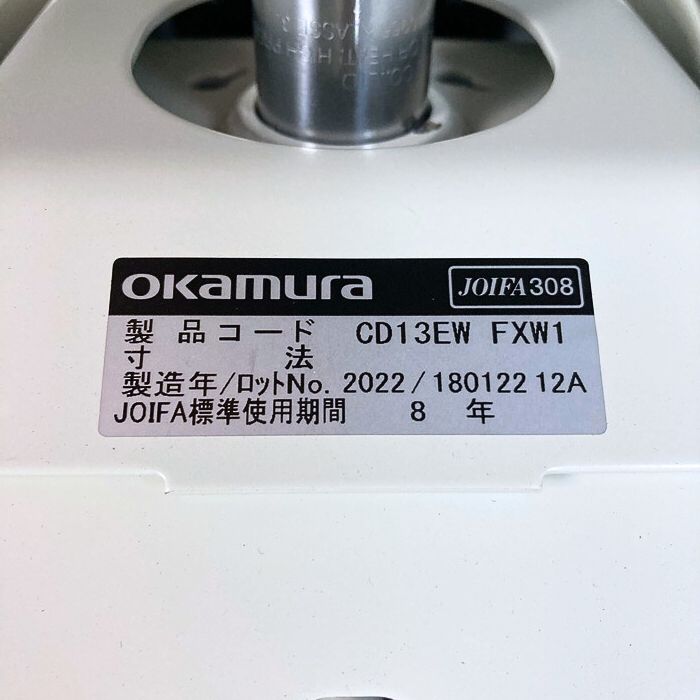 okamura
JOIFA308
製品コード CD13EW FXW1
寸法
製造年/ロットNo. 2022/180122 12A
JOIFA標準使用期間 8 年